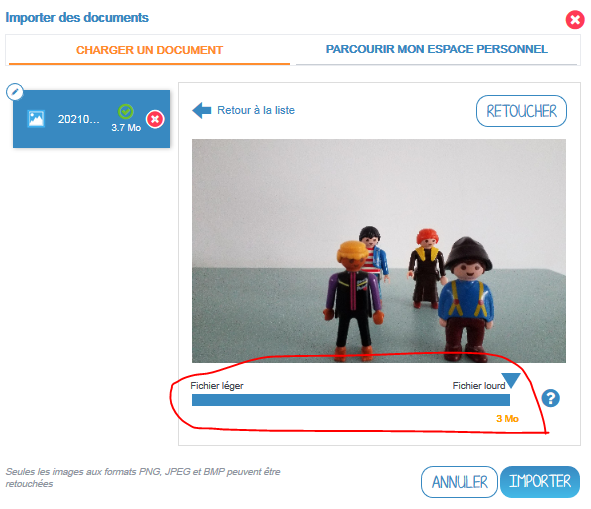 Importer des documents
CHARGER UN DOCUMENT
PARCOURIR MON ESPACE PERSONNEL
20210...
3.7 Mo
Retour à la liste
RETOUCHER
Fichier léger
Fichier lourd
?
3 Mo
Seules les images aux formats PNG, JPEG et BMP peuvent être
retouchées
ANNULER
IMPORTER